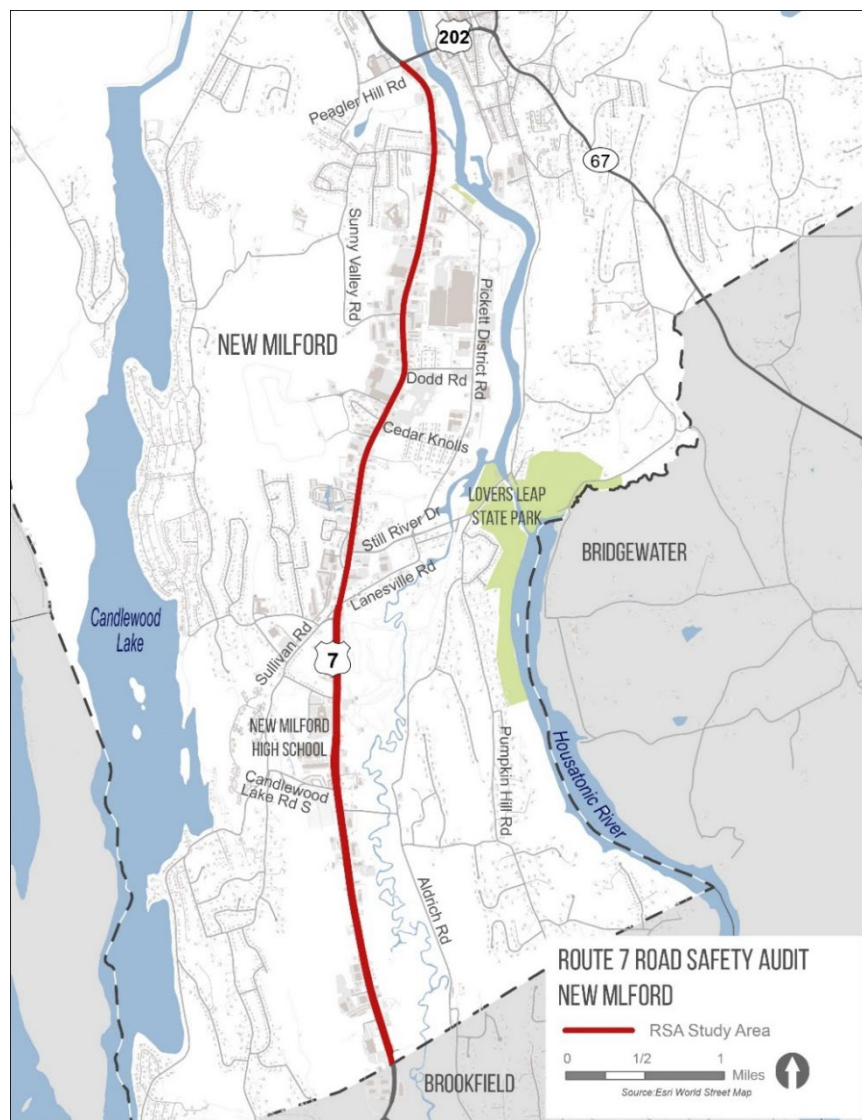 202
Peagler Hill Rd
67
Sunny Valley Rd
Pickett District Rd
NEW MILFORD
Dodd Rd
Cedar Knolls
LOVERS LEAP
STATE PARK
Still River Dr
BRIDGEWATER
Lanesville Rd
Candlewood
Lake
Sullivan Rd
7
NEW MILFORD
HIGH SCHOOL
Pumpkin Hill Rd
Housatonic River
Candlewood
Lake Rd S
Aldrich Rd
ROUTE 7 ROAD SAFETY AUDIT
NEW MLFORD
RSA Study Area
0 1/2 1
Miles
Source:Esri World Street Map
BROOKFIELD